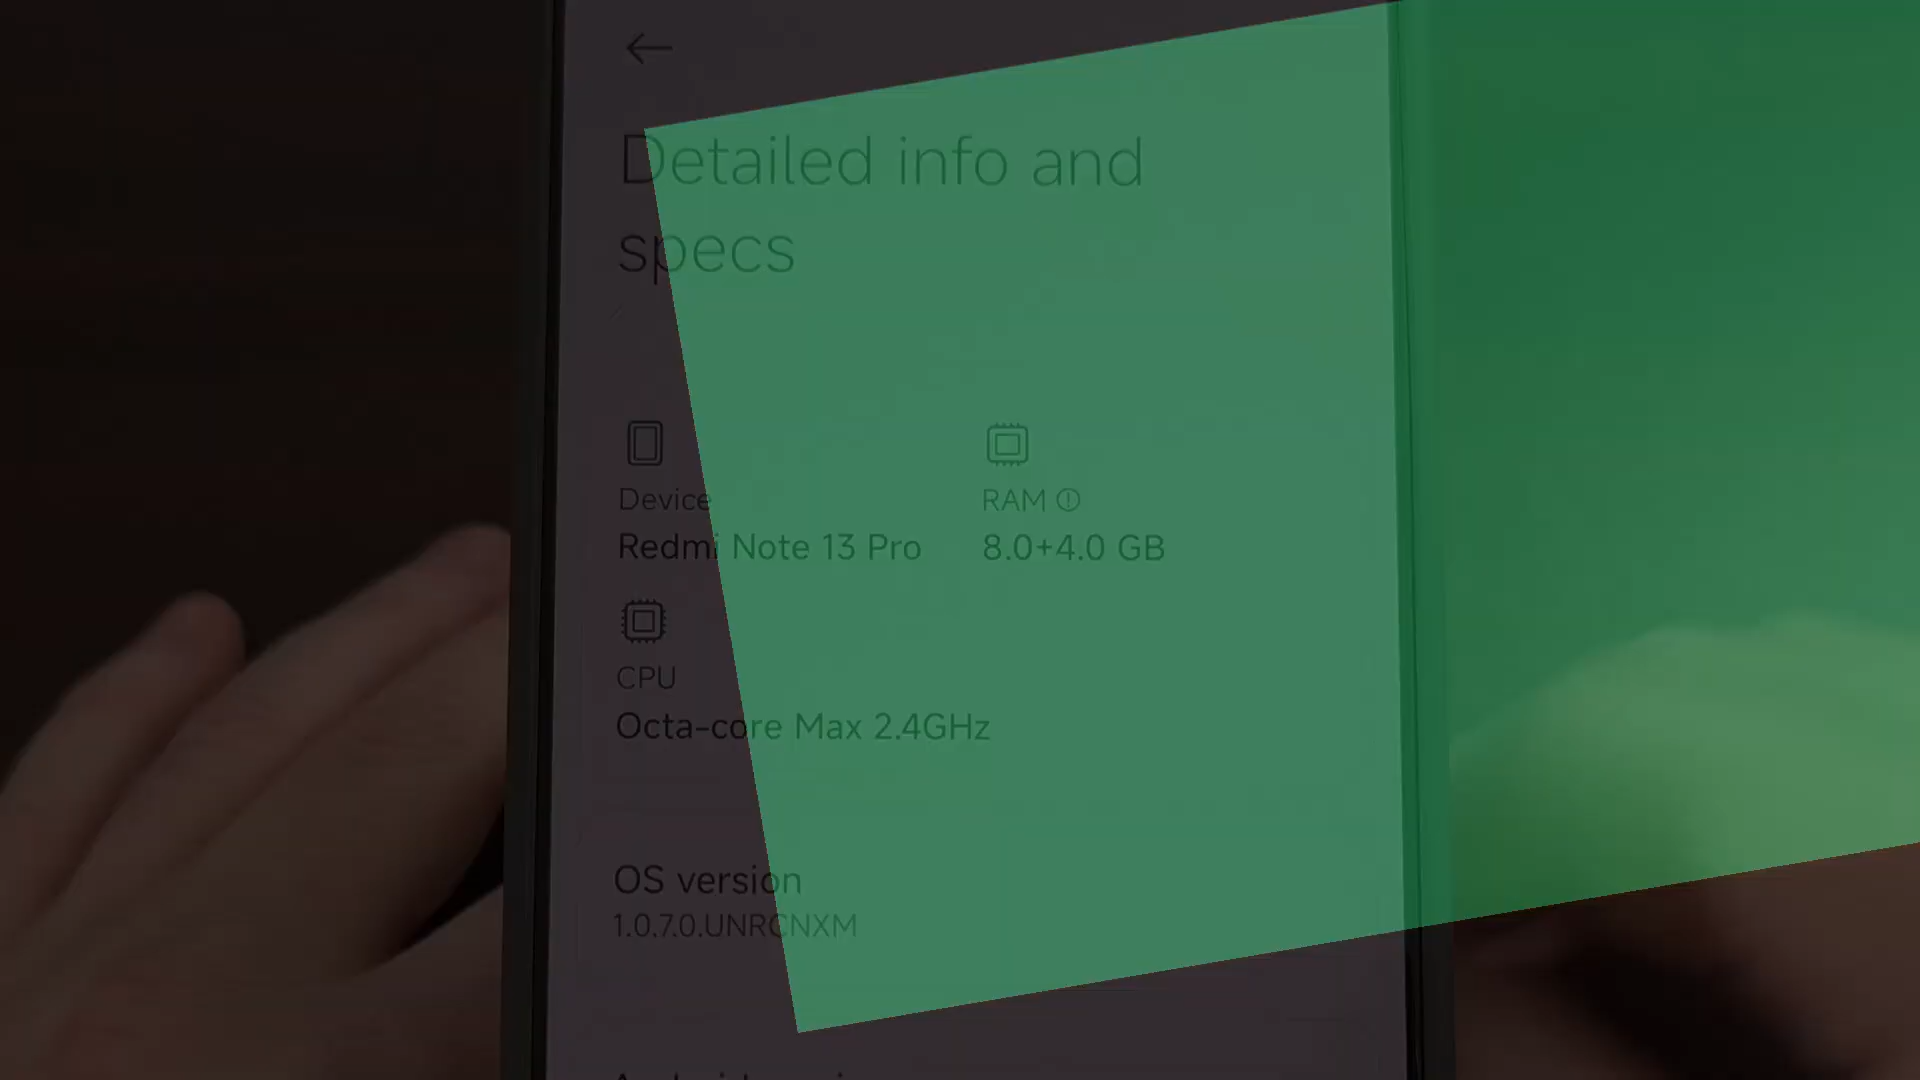 Detailed info and
specs
Device
RAM
Redmi Note 13 Pro
8.0+4.0 GB
CPU
Octa-core Max 2.4GHz
OS version
1.0.7.0.UNRCNXM